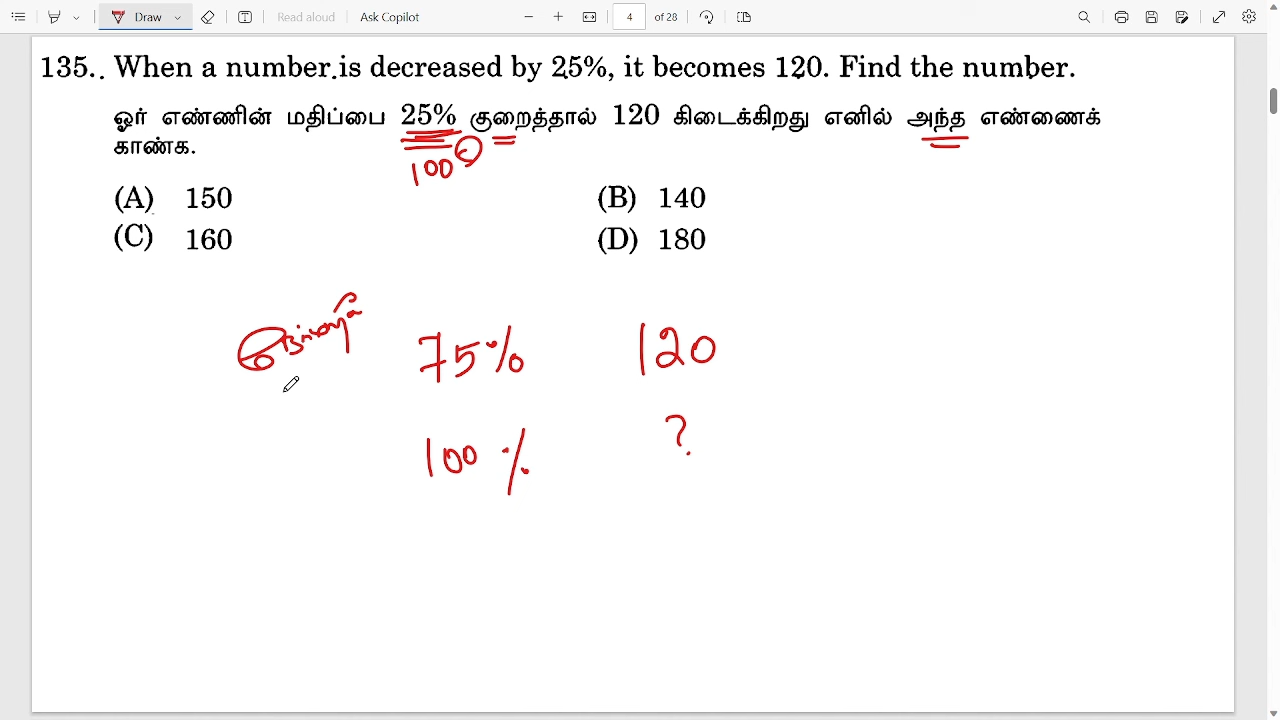 Draw Read aloud Ask Copilot 4 of 28
135.. When a number.is decreased by 25%, it becomes 120. Find the number.
ஓர் எண்ணின் மதிப்பை 25% குறைத்தால் 120 கிடைக்கிறது எனில் அந்த எண்ணைக்
காண்க.
100
(A) 150 (B) 140
(C) 160 (D) 180
75% 120
100 % ?